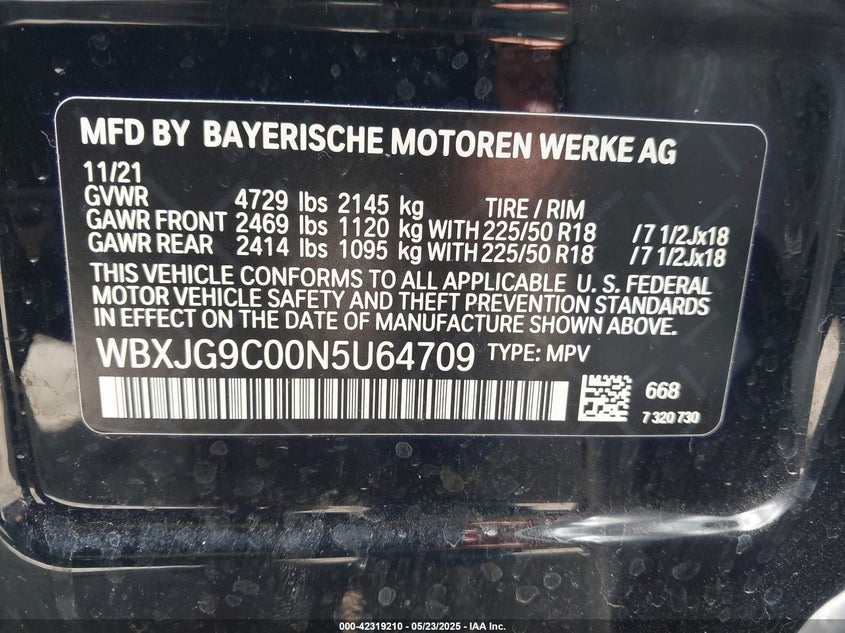 MFD BY BAYERISCHE MOTOREN WERKE AG
11/21
GVWR 4729 lbs 2145 kg TIRE / RIM
GAWR FRONT 2469 lbs 1120 kg WITH 225/50 R18 /7 1/2Jx18
GAWR REAR 2414 lbs 1095 kg WITH 225/50 R18 /7 1/2Jx18
THIS VEHICLE CONFORMS TO ALL APPLICABLE U. S. FEDERAL
MOTOR VEHICLE SAFETY AND THEFT PREVENTION STANDARDS
IN EFFECT ON THE DATE OF MANUFACTURE SHOWN ABOVE.
WBXJG9C00N5U64709 TYPE: MPV
668
7 320 730
000-42319210 - 05/23/2025 - IAA Inc.